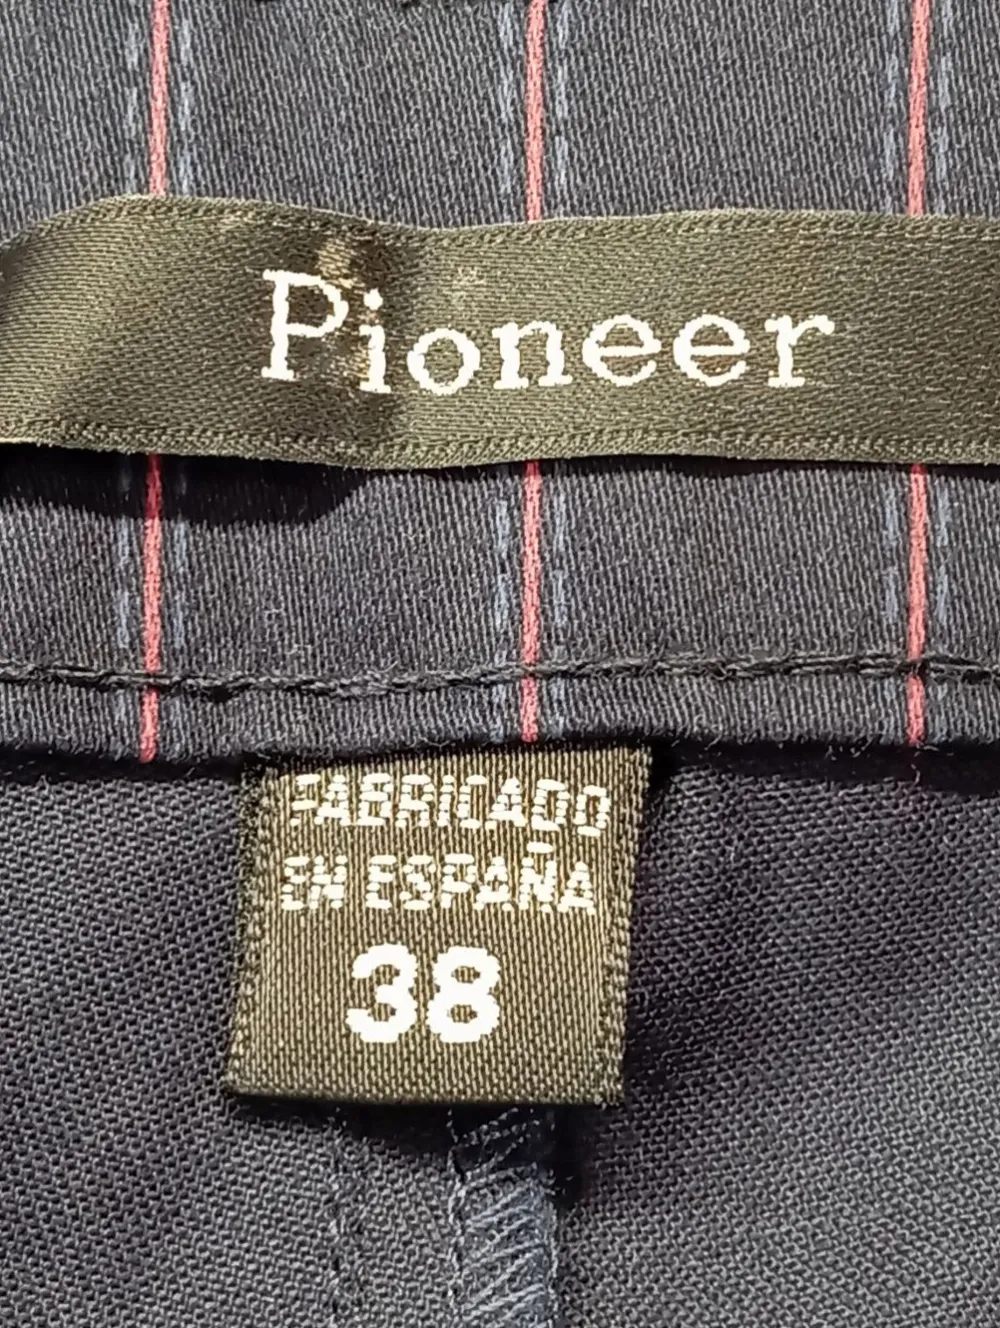 Pioneer
FABRICADO
EN ESPAÑA
38